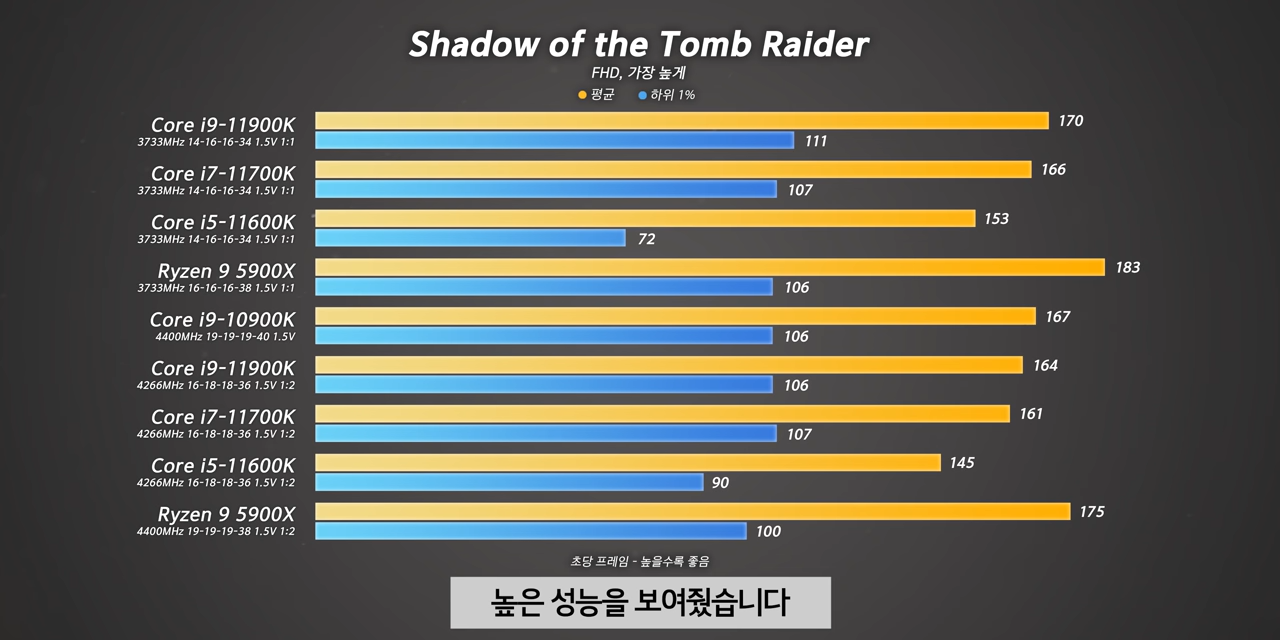 Shadow of the Tomb Raider
FHD, 가장 높게
평균 하위 1%
Core i9-11900K
3733MHz 14-16-16-34 1.5V 1:1
170
111
Core i7-11700K
3733MHz 14-16-16-34 1.5V 1:1
166
107
Core i5-11600K
3733MHz 14-16-16-34 1.5V 1:1
153
72
Ryzen 9 5900X
3733MHz 16-16-16-38 1.5V 1:1
183
106
Core i9-10900K
4400MHz 19-19-19-40 1.5V
167
106
Core i9-11900K
4266MHz 16-18-18-36 1.5V 1:2
164
106
Core i7-11700K
4266MHz 16-18-18-36 1.5V 1:2
161
107
Core i5-11600K
4266MHz 16-18-18-36 1.5V 1:2
145
90
Ryzen 9 5900X
4400MHz 19-19-19-38 1.5V 1:2
175
100
초당 프레임 - 높을수록 좋음
높은 성능을 보여줬습니다